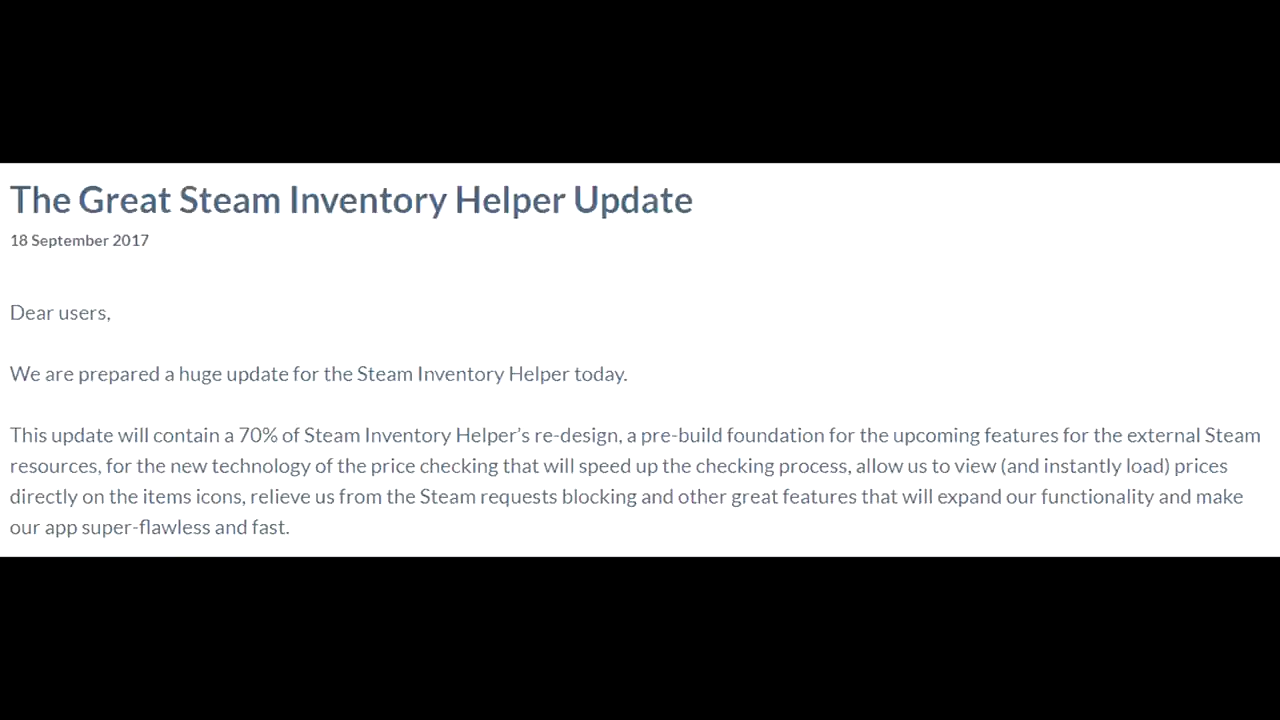 The Great Steam Inventory Helper Update
18 September 2017
Dear users,
We are prepared a huge update for the Steam Inventory Helper today.
This update will contain a 70% of Steam Inventory Helper's re-design, a pre-build foundation for the upcoming features for the external Steam
resources, for the new technology of the price checking that will speed up the checking process, allow us to view (and instantly load) prices
directly on the items icons, relieve us from the Steam requests blocking and other great features that will expand our functionality and make
our app super-flawless and fast.